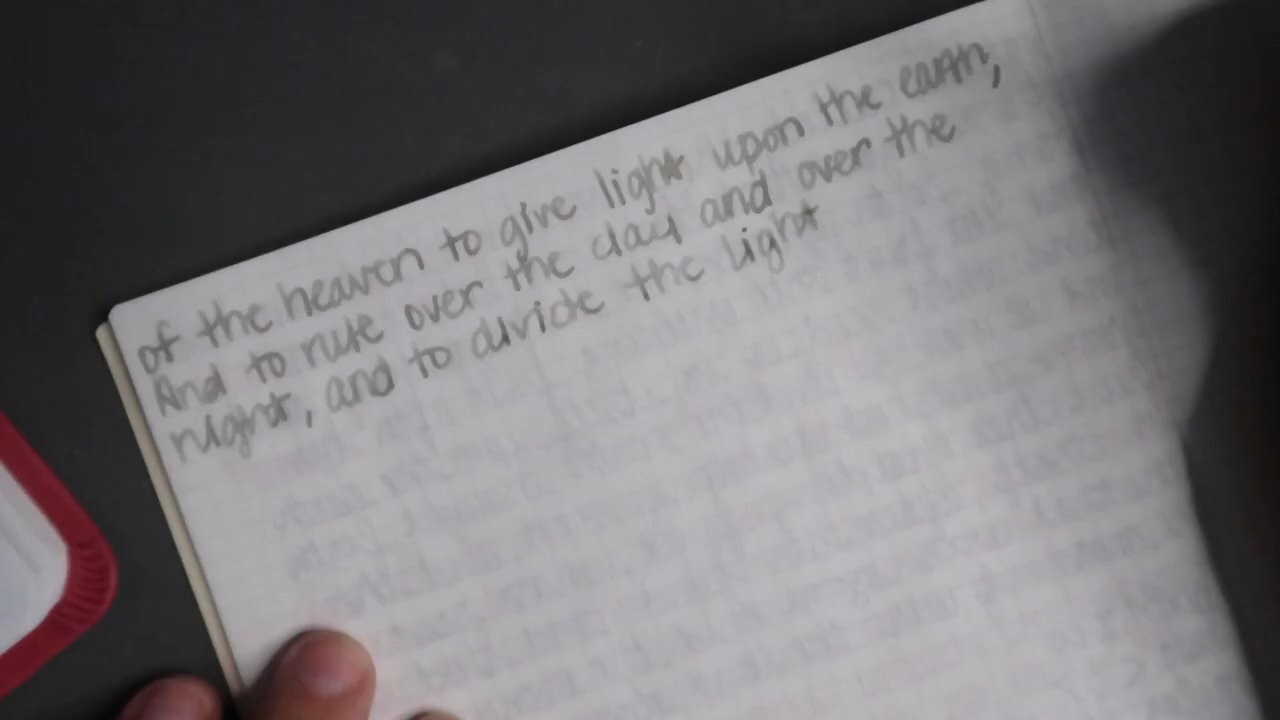 of the heaven to give light upon the earth,
And to rule over the day and over the
night, and to divide the light